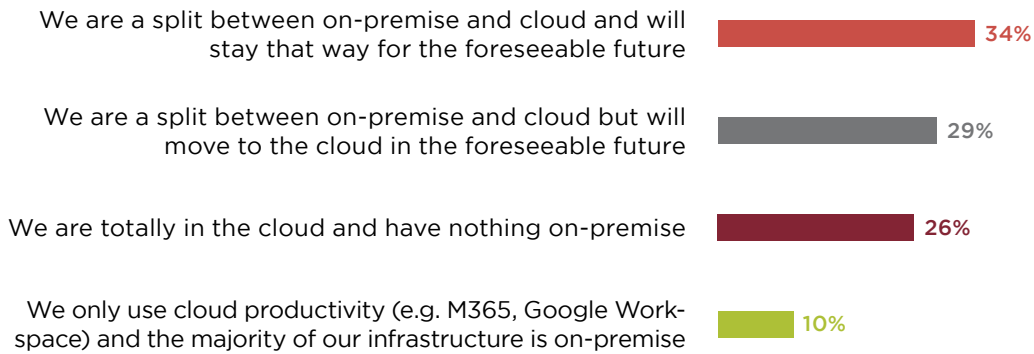 We are a split between on-premise and cloud and will
stay that way for the foreseeable future
34%
We are a split between on-premise and cloud but will
move to the cloud in the foreseeable future
29%
We are totally in the cloud and have nothing on-premise
26%
We only use cloud productivity (e.g. M365, Google Work-
space) and the majority of our infrastructure is on-premise
10%